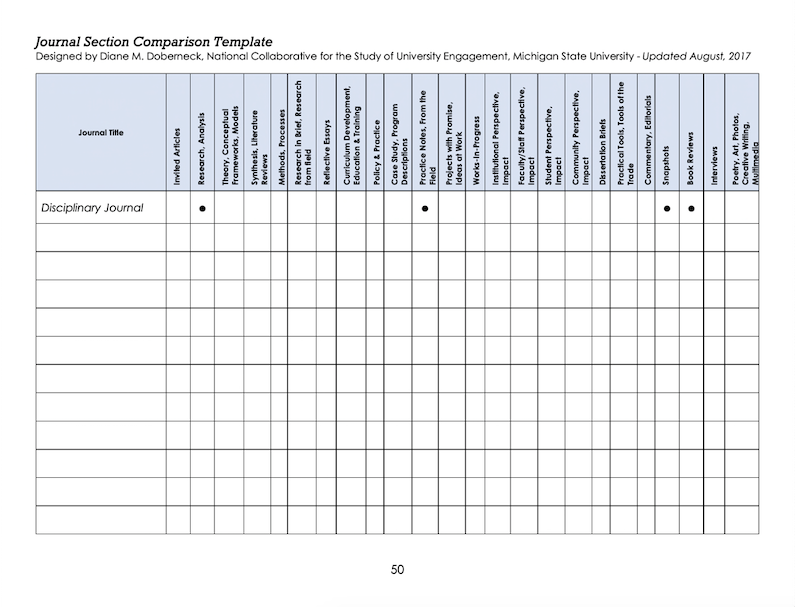 Journal Section Comparison Template
Designed by Diane M. Doberneck, National Collaborative for the Study of University Engagement, Michigan State University - Updated August, 2017
Journal Title
Invited Articles
Research, Analysis
Theory, Conceptual
Frameworks, Models
Synthesis, Literature
Reviews
Methods, Processes
Research in Brief, Research
from field
Reflective Essays
Curriculum Development,
Education & Training
Policy & Practice
Case Study, Program
Descriptions
Practice Notes, From the
Field
Projects with Promise,
Ideas at Work
Works-in-Progress
Institutional Perspective,
Impact
Faculty/Staff Perspective,
Impact
Student Perspective,
Impact
Community Perspective,
Impact
Dissertation Briefs
Practical Tools, Tools of the
Trade
Commentary, Editorials
Snapshots
Book Reviews
Interviews
Poetry, Art, Photos,
Creative Writing,
Multimedia
Disciplinary Journal ● ● ● ●
50